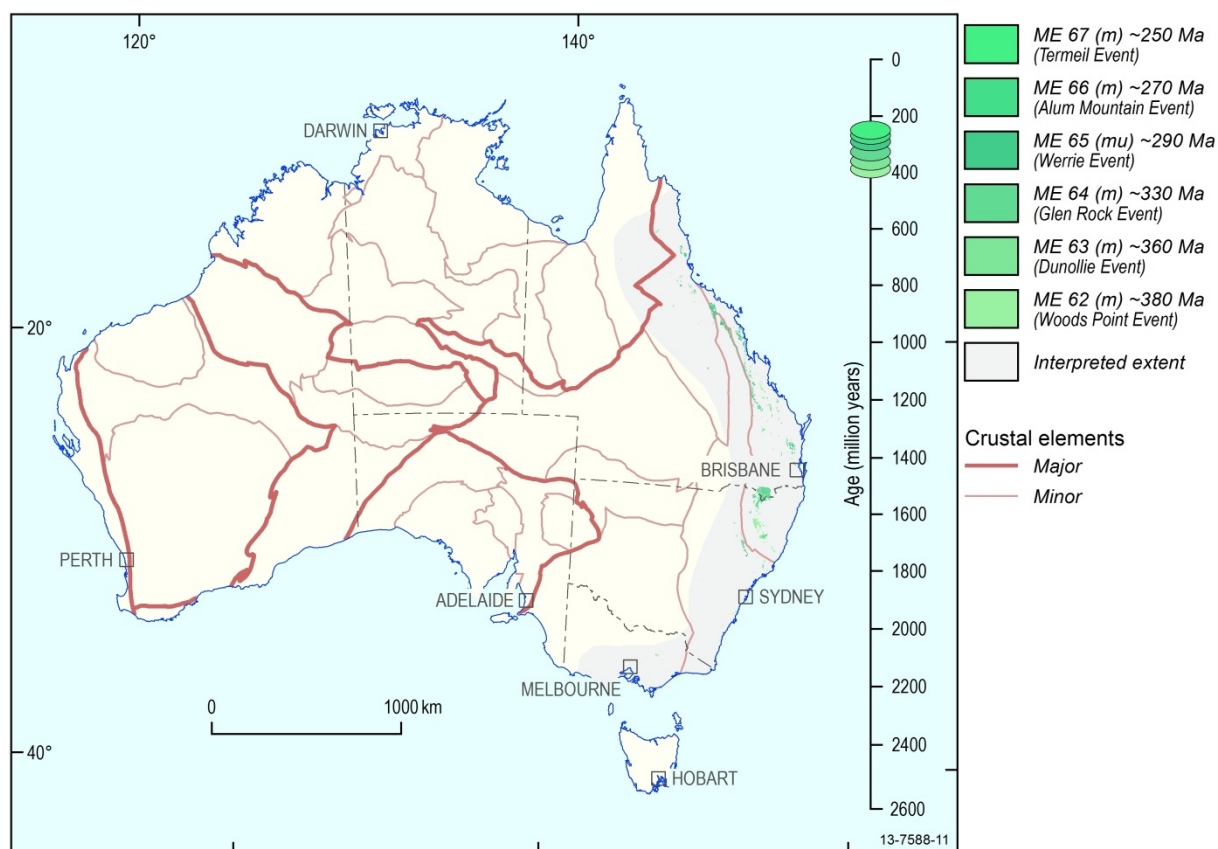 120°
140°
20°
40°
DARWIN
BRISBANE
PERTH
ADELAIDE
SYDNEY
MELBOURNE
HOBART
0
1000 km
Age (million years)
0
200
400
600
800
1000
1200
1400
1600
1800
2000
2200
2400
2600
13-7588-11
ME 67 (m) ~250 Ma
(Termeil Event)
ME 66 (m) ~270 Ma
(Alum Mountain Event)
ME 65 (mu) ~290 Ma
(Werrie Event)
ME 64 (m) ~330 Ma
(Glen Rock Event)
ME 63 (m) ~360 Ma
(Dunollie Event)
ME 62 (m) ~380 Ma
(Woods Point Event)
Interpreted extent
Crustal elements
Major
Minor